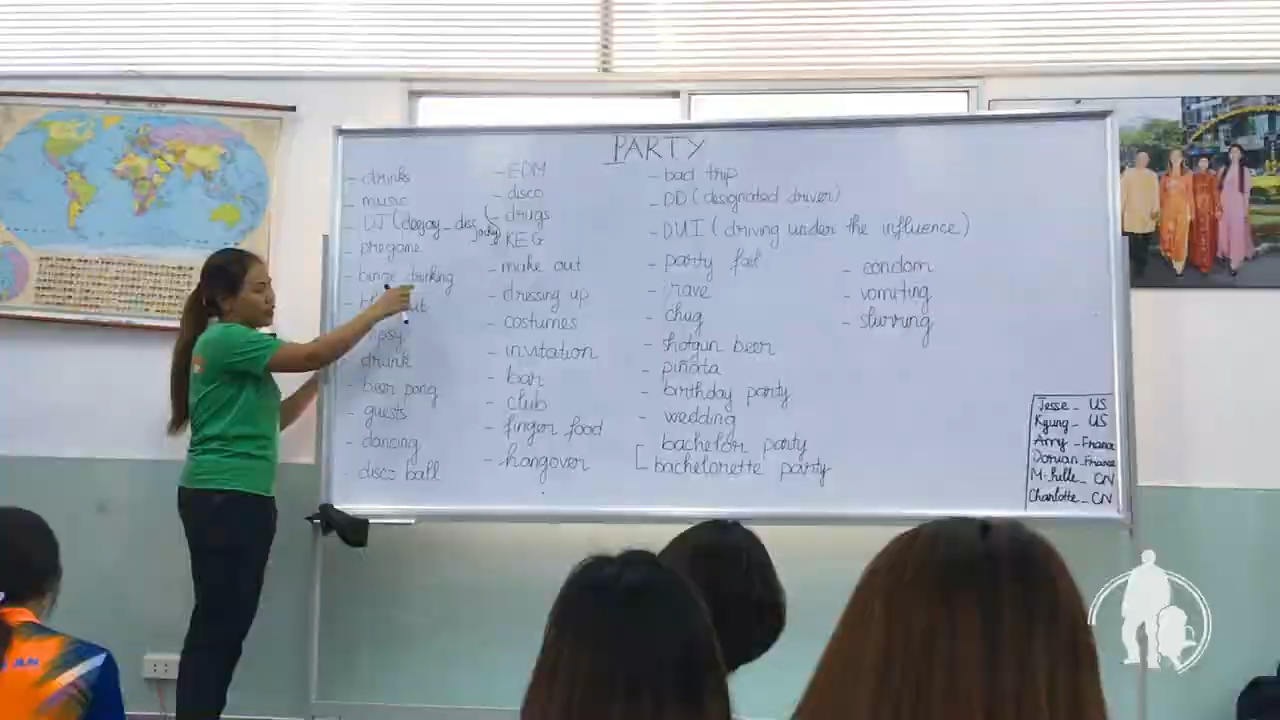 PARTY
- drinks
- music
- DJ (deejay - disc
jockey)
- pregame
- binge drinking
- tipsy
- drunk
- beer pong
- guests
- dancing
- disco ball
- EDM
- disco
- drugs
- KEG
- make out
- dressing up
- costumes
- invitation
- bar
- club
- finger food
- hangover
- bad trip
- DD (designated driver)
- DUI (driving under the influence)
- party fail
- rave
- chug
- shotgun beer
- piñata
- birthday party
- wedding
bachelor party
bachelorette party
- condom
- vomiting
- slurring
Jesse - US
Kyung - US
Amy - France
Dorian - France
Michelle - CN
Charlotte - CN